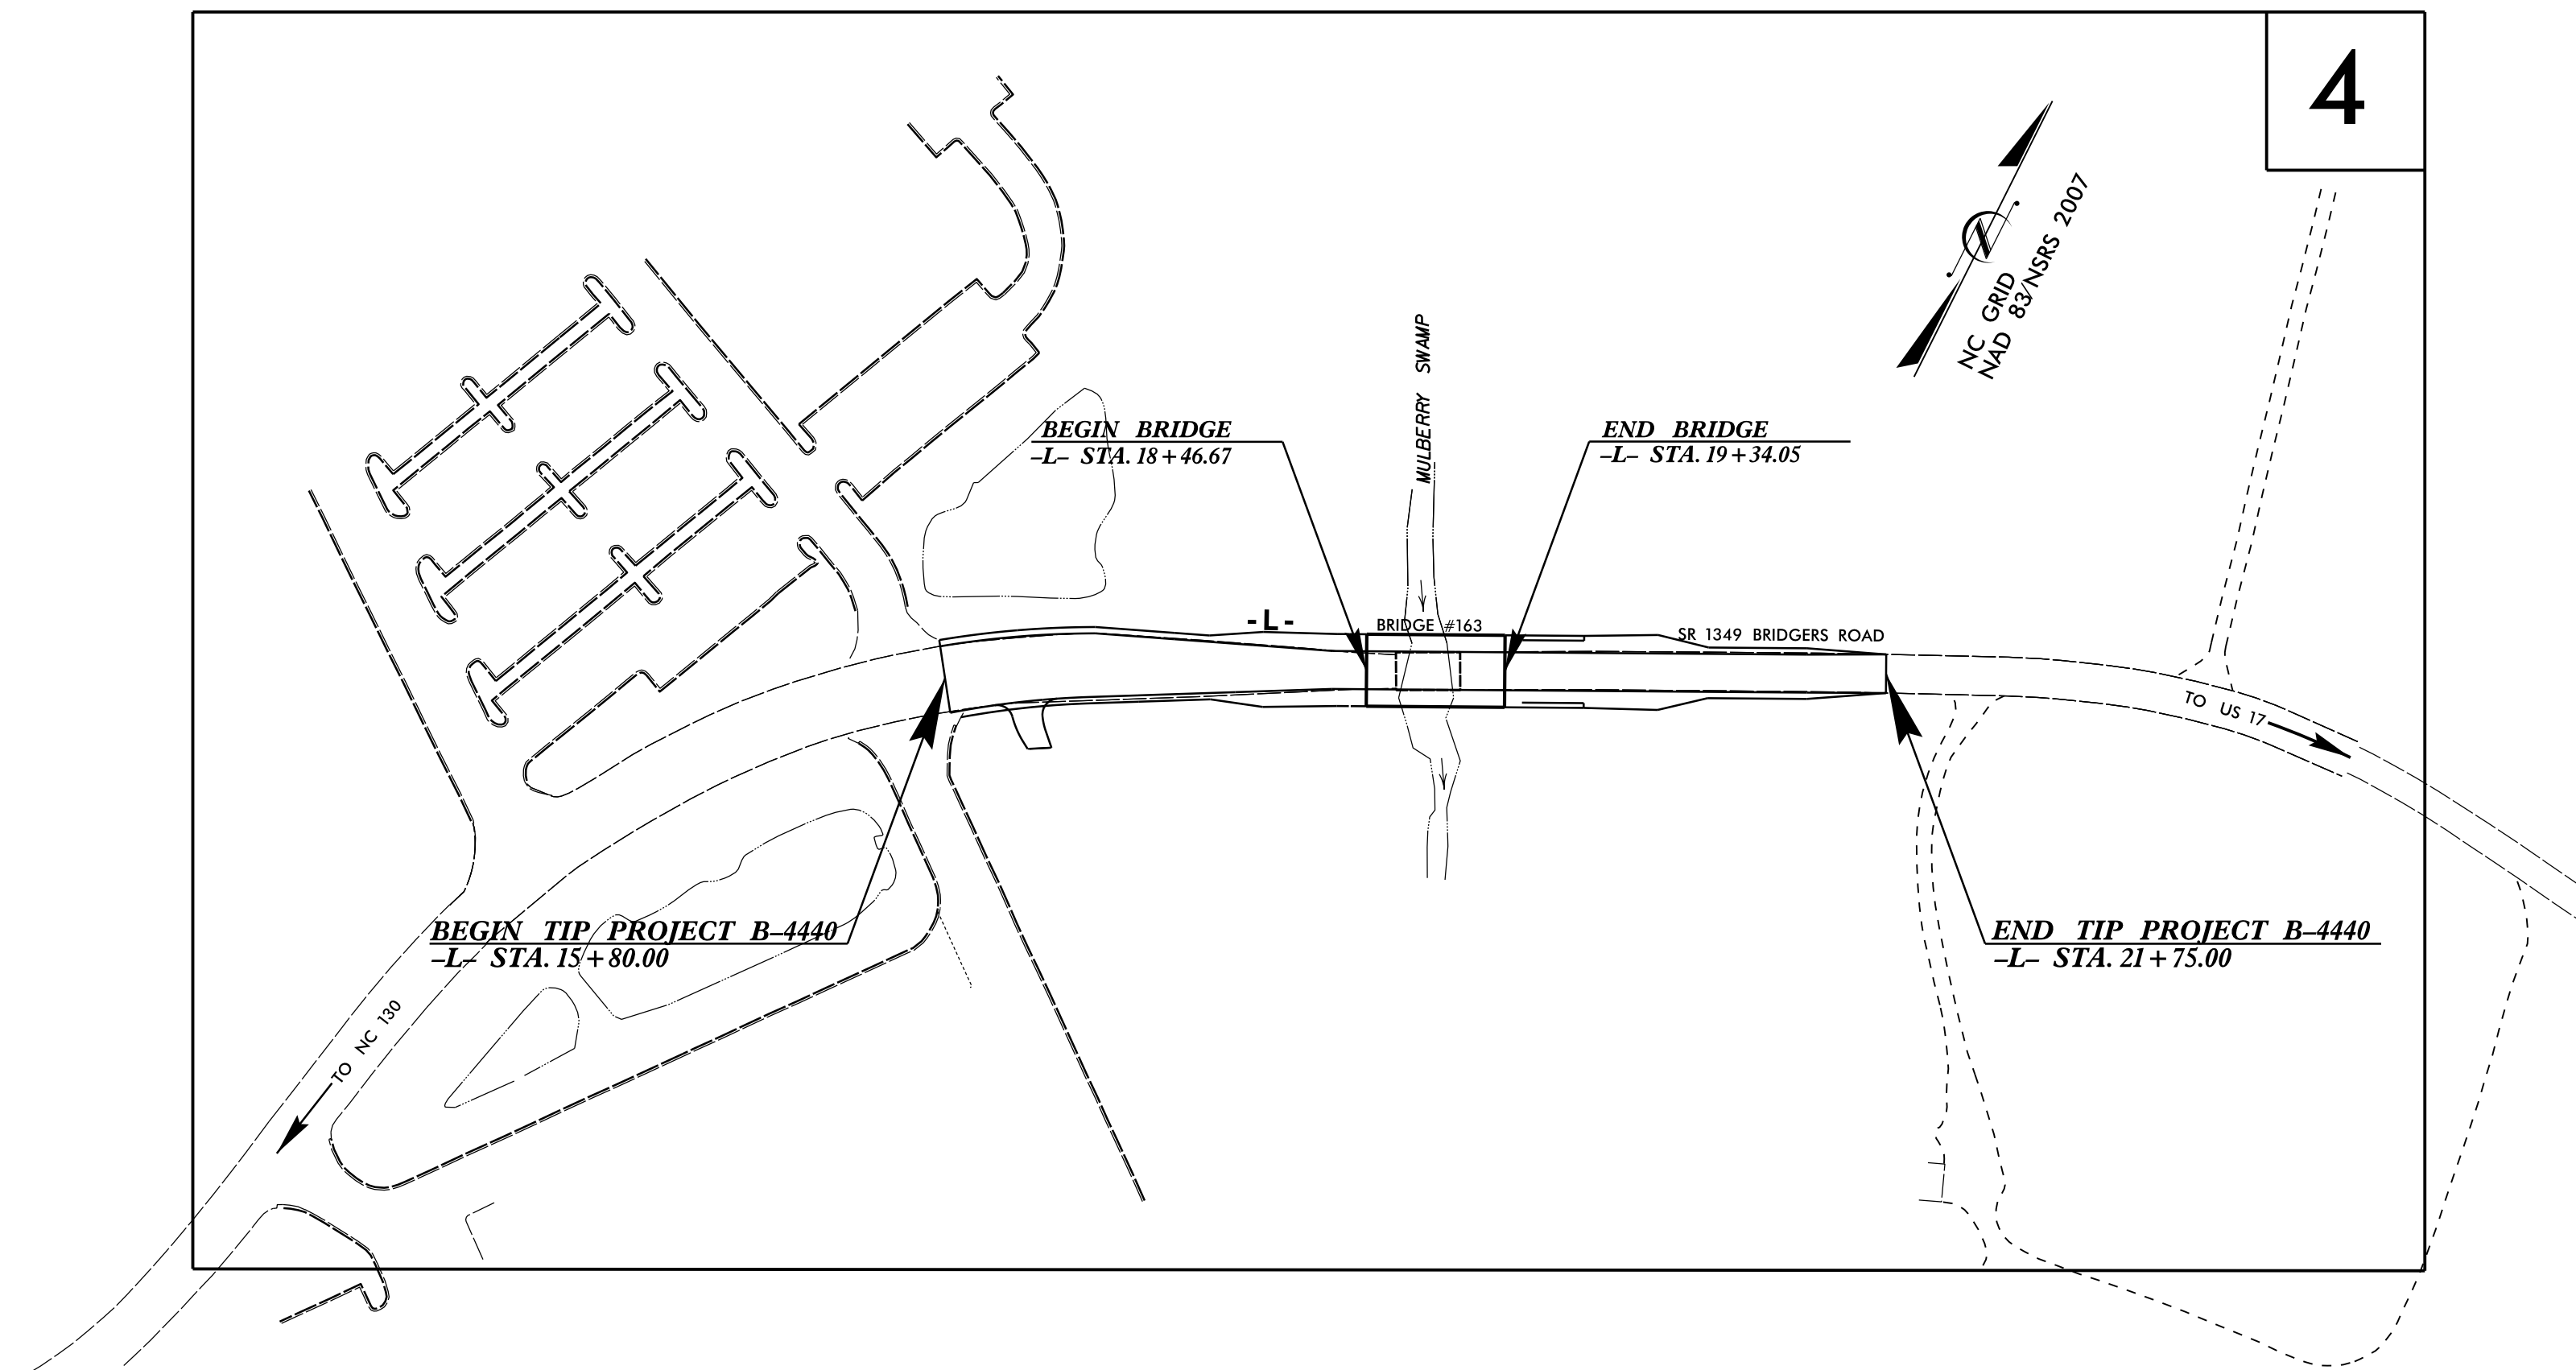 4
NC GRID
NAD 83/NSRS 2007
MULBERRY SWAMP
BEGIN BRIDGE
–L– STA. 18+46.67
END BRIDGE
–L– STA. 19+34.05
-L-
BRIDGE #163
SR 1349 BRIDGERS ROAD
TO US 17
BEGIN TIP PROJECT B–4440
–L– STA. 15+80.00
END TIP PROJECT B–4440
–L– STA. 21+75.00
TO NC 130